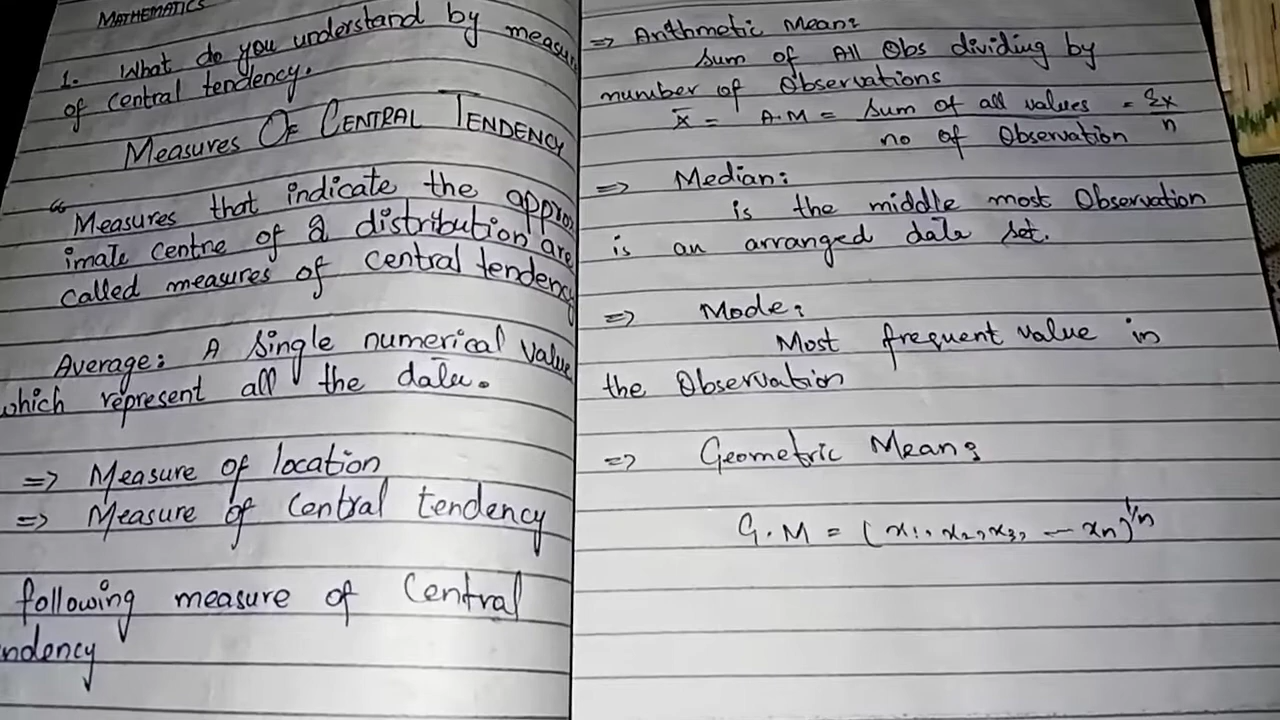 MATHEMATICS
1. What do you understand by measure
of central tendency.
MEASURES OF CENTRAL TENDENCY
“ Measures that indicate the approx
imate centre of a distribution are
called measures of central tendency
Average: A single numerical value
which represent all the data.
=> Measure of location
=> Measure of central tendency
following measure of Central
ndency
=> Arithmetic Mean:
Sum of All Obs dividing by
number of Observations
x̄ = A.M = Sum of all values / no of Observation = Σx/n
=> Median:
is the middle most Observation
is an arranged data set.
=> Mode:
Most frequent value in
the Observation
=> Geometric Mean:
G.M = (x1, x2, x3, — xn)^1/n